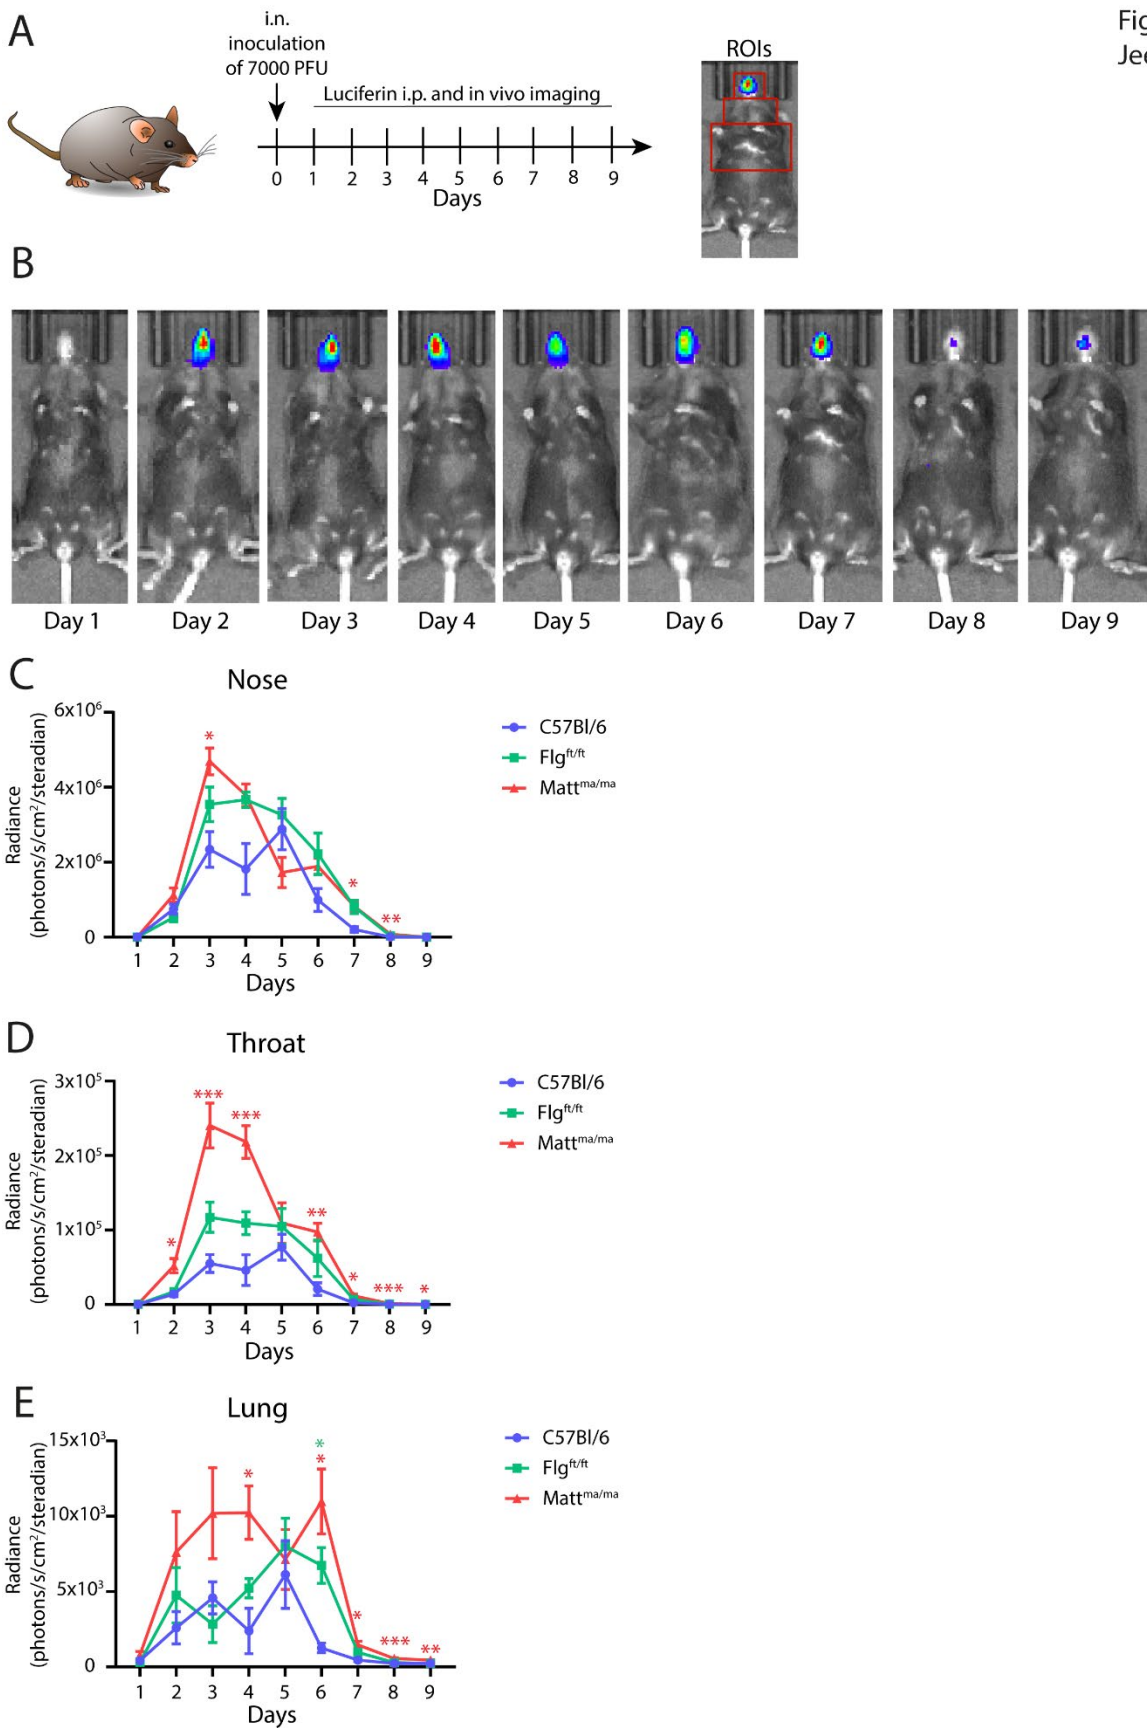 A
i.n.
inoculation
of 7000 PFU
Luciferin i.p. and in vivo imaging
0 1 2 3 4 5 6 7 8 9
Days
ROIs
Fig
Jee
B
Day 1 Day 2 Day 3 Day 4 Day 5 Day 6 Day 7 Day 8 Day 9
C
Nose
Radiance
(photons/s/cm²/steradian)
6x10⁶
4x10⁶
2x10⁶
0
*
*
**
1 2 3 4 5 6 7 8 9
Days
C57Bl/6
Flg^ft/ft
Matt^ma/ma
D
Throat
Radiance
(photons/s/cm²/steradian)
3x10⁵
2x10⁵
1x10⁵
0
*
***
***
**
*
***
*
1 2 3 4 5 6 7 8 9
Days
C57Bl/6
Flg^ft/ft
Matt^ma/ma
E
Lung
Radiance
(photons/s/cm²/steradian)
15x10³
10x10³
5x10³
0
*
*
*
*
***
**
1 2 3 4 5 6 7 8 9
Days
C57Bl/6
Flg^ft/ft
Matt^ma/ma